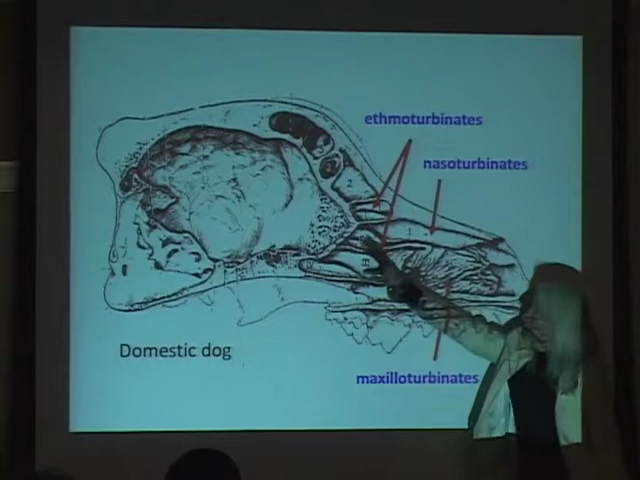 ethmoturbinates
nasoturbinates
Domestic dog
maxilloturbinates